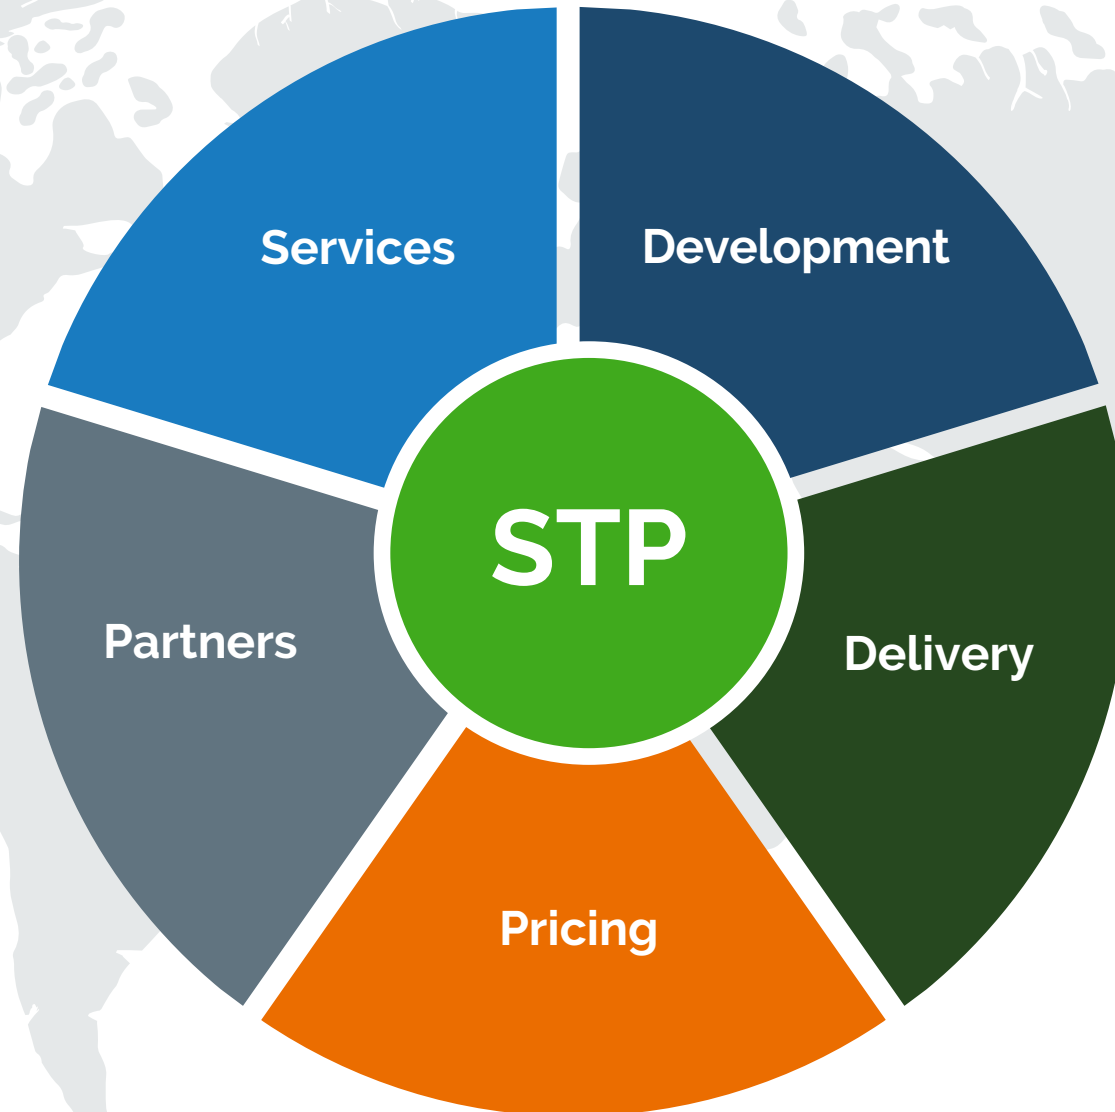 Services
Development
STP
Partners
Delivery
Pricing